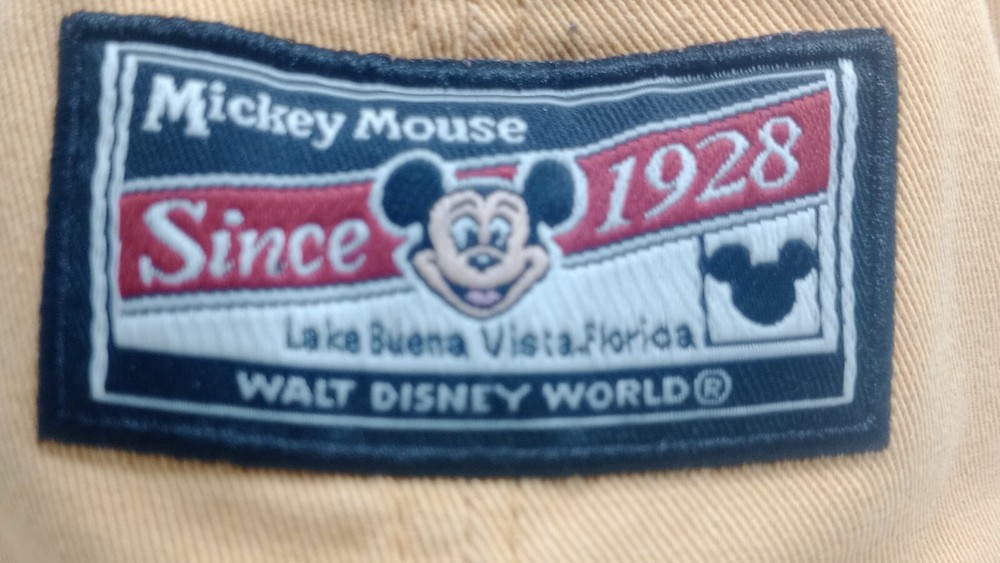 Mickey Mouse
Since 1928
Lake Buena Vista.Florida
WALT DISNEY WORLD®